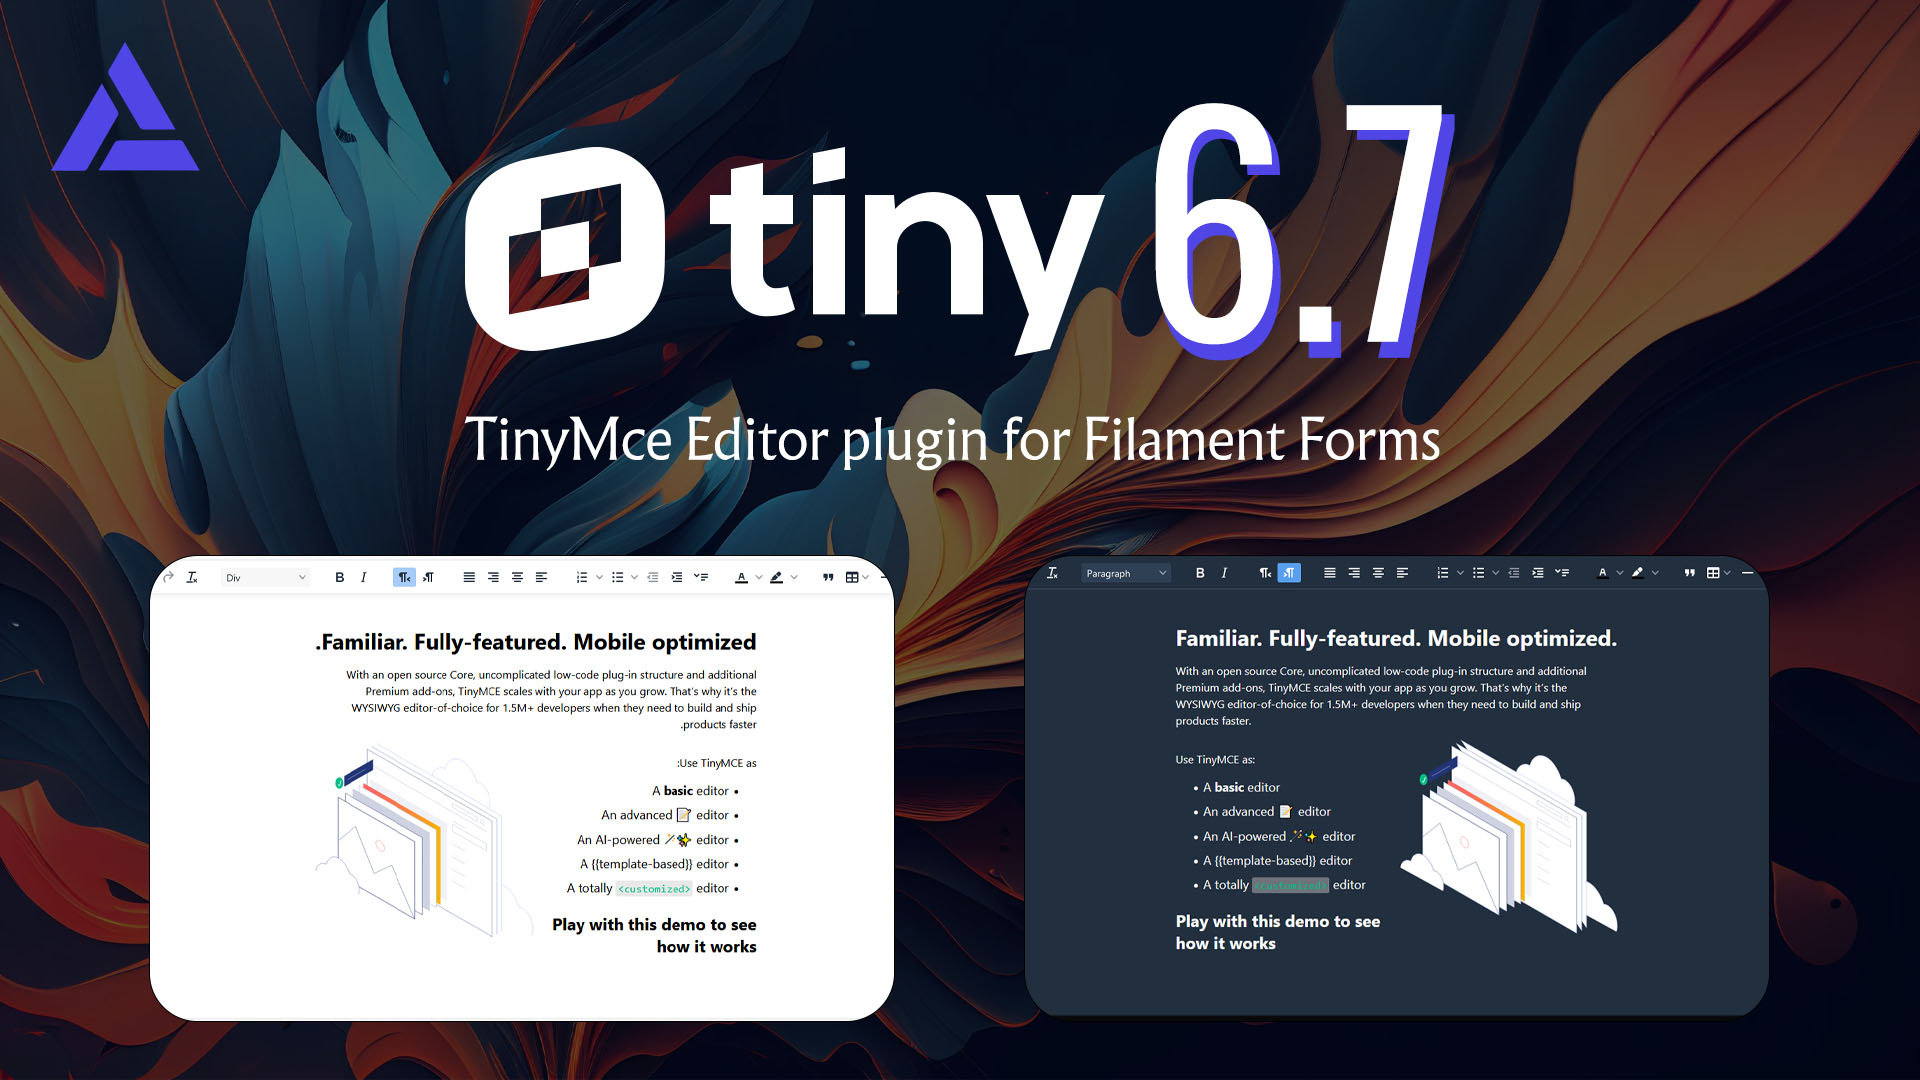 tiny 6.7
TinyMce Editor plugin for Filament Forms
Div
B I
A
.Familiar. Fully-featured. Mobile optimized
With an open source Core, uncomplicated low-code plug-in structure and additional
Premium add-ons, TinyMCE scales with your app as you grow. That's why it's the
WYSIWYG editor-of-choice for 1.5M+ developers when they need to build and ship
.products faster
:Use TinyMCE as
A basic editor •
An advanced 📝 editor •
An AI-powered 🪄✨ editor •
A {{template-based}} editor •
A totally <customized> editor •
Play with this demo to see
how it works
Paragraph
B I
A
Familiar. Fully-featured. Mobile optimized.
With an open source Core, uncomplicated low-code plug-in structure and additional
Premium add-ons, TinyMCE scales with your app as you grow. That's why it's the
WYSIWYG editor-of-choice for 1.5M+ developers when they need to build and ship
products faster.
Use TinyMCE as:
• A basic editor
• An advanced 📝 editor
• An AI-powered 🪄✨ editor
• A {{template-based}} editor
• A totally <customized> editor
Play with this demo to see
how it works